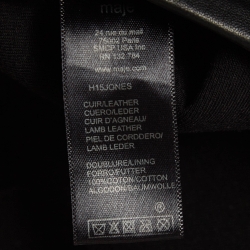 maje
24 rue du mail
75002 Paris
SMCP USA Inc
RN 132 784
www.maje.com
H15JONES
CUIR/LEATHER
CUERO/LEDER
CUIR D'AGNEAU/
LAMB LEATHER
PIEL DE CORDERO/
LAMB LEDER
DOUBLURE/LINING
FORRO/FUTTER
100%COTON/COTTON
ALGODON/BAUMWOLLE
®